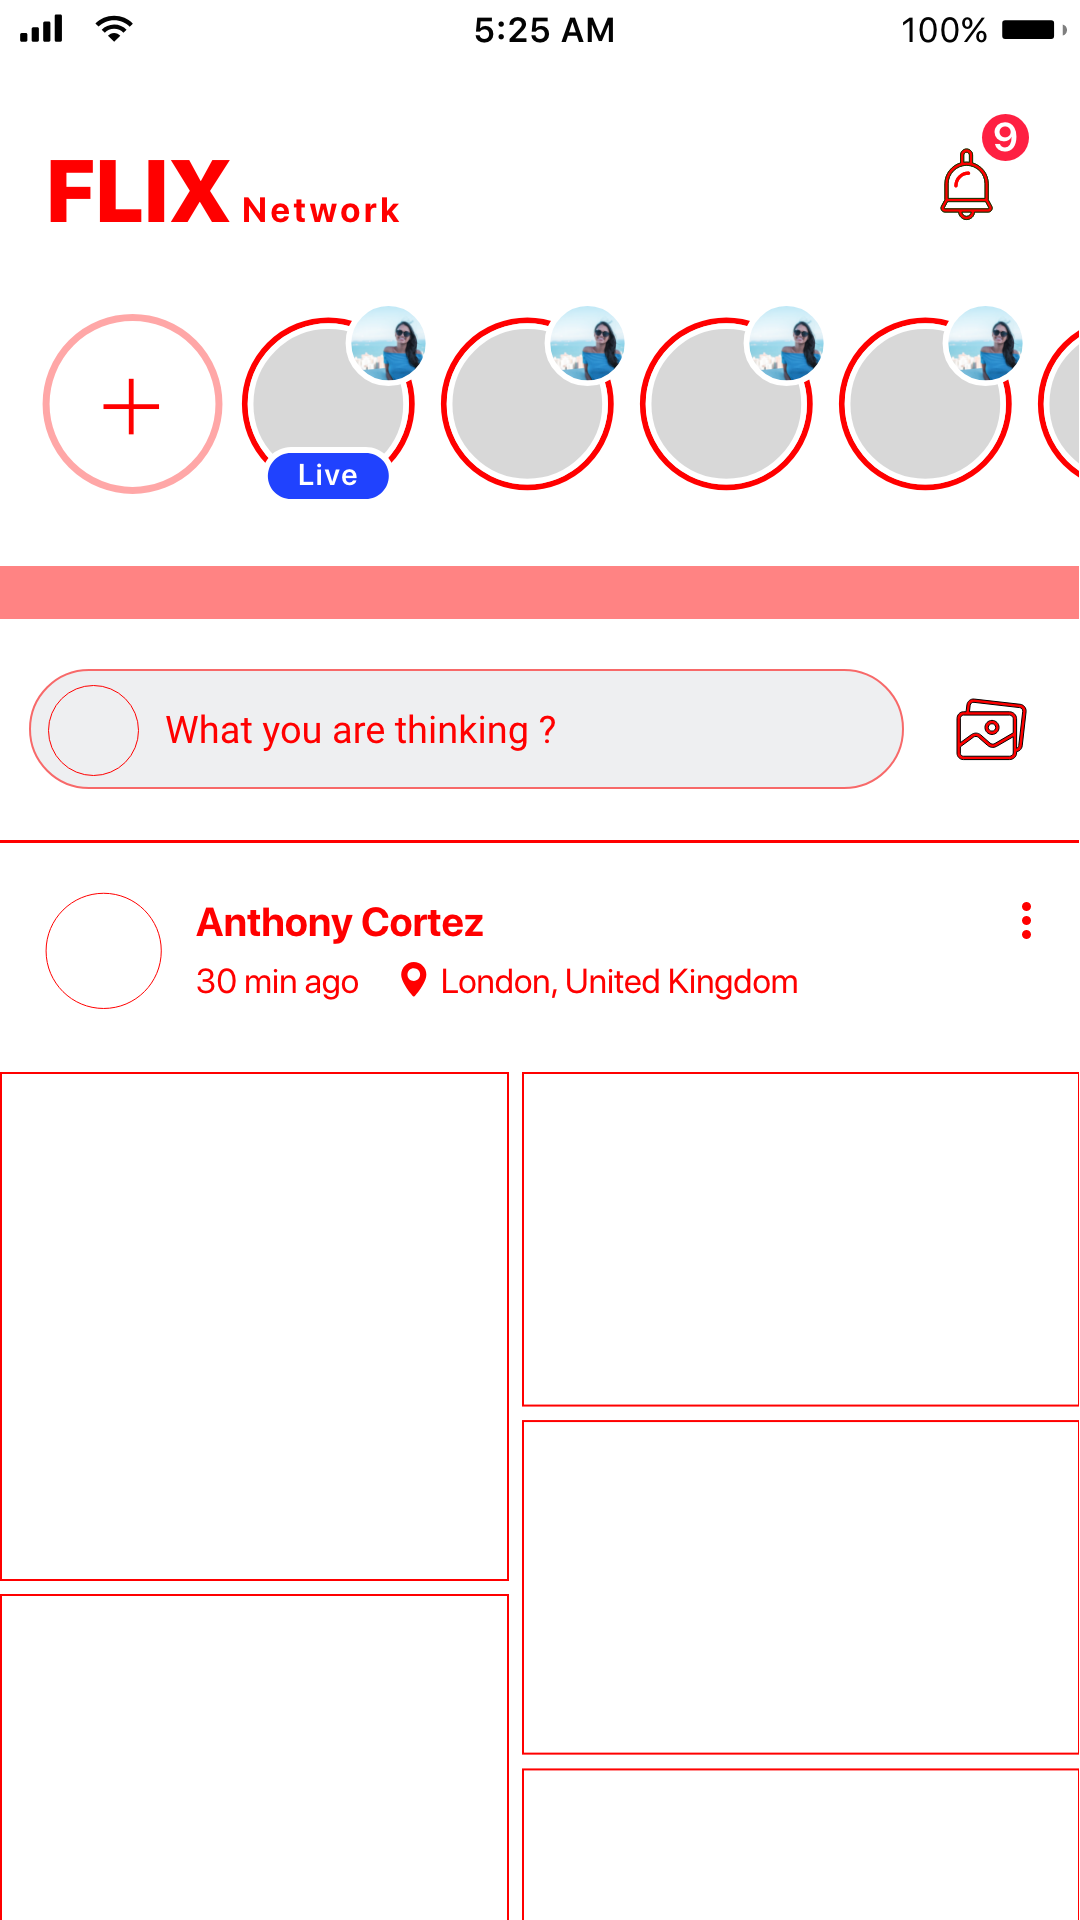 5:25 AM 100%
9
FLIX Network
Live
What you are thinking ?
Anthony Cortez
30 min ago London, United Kingdom